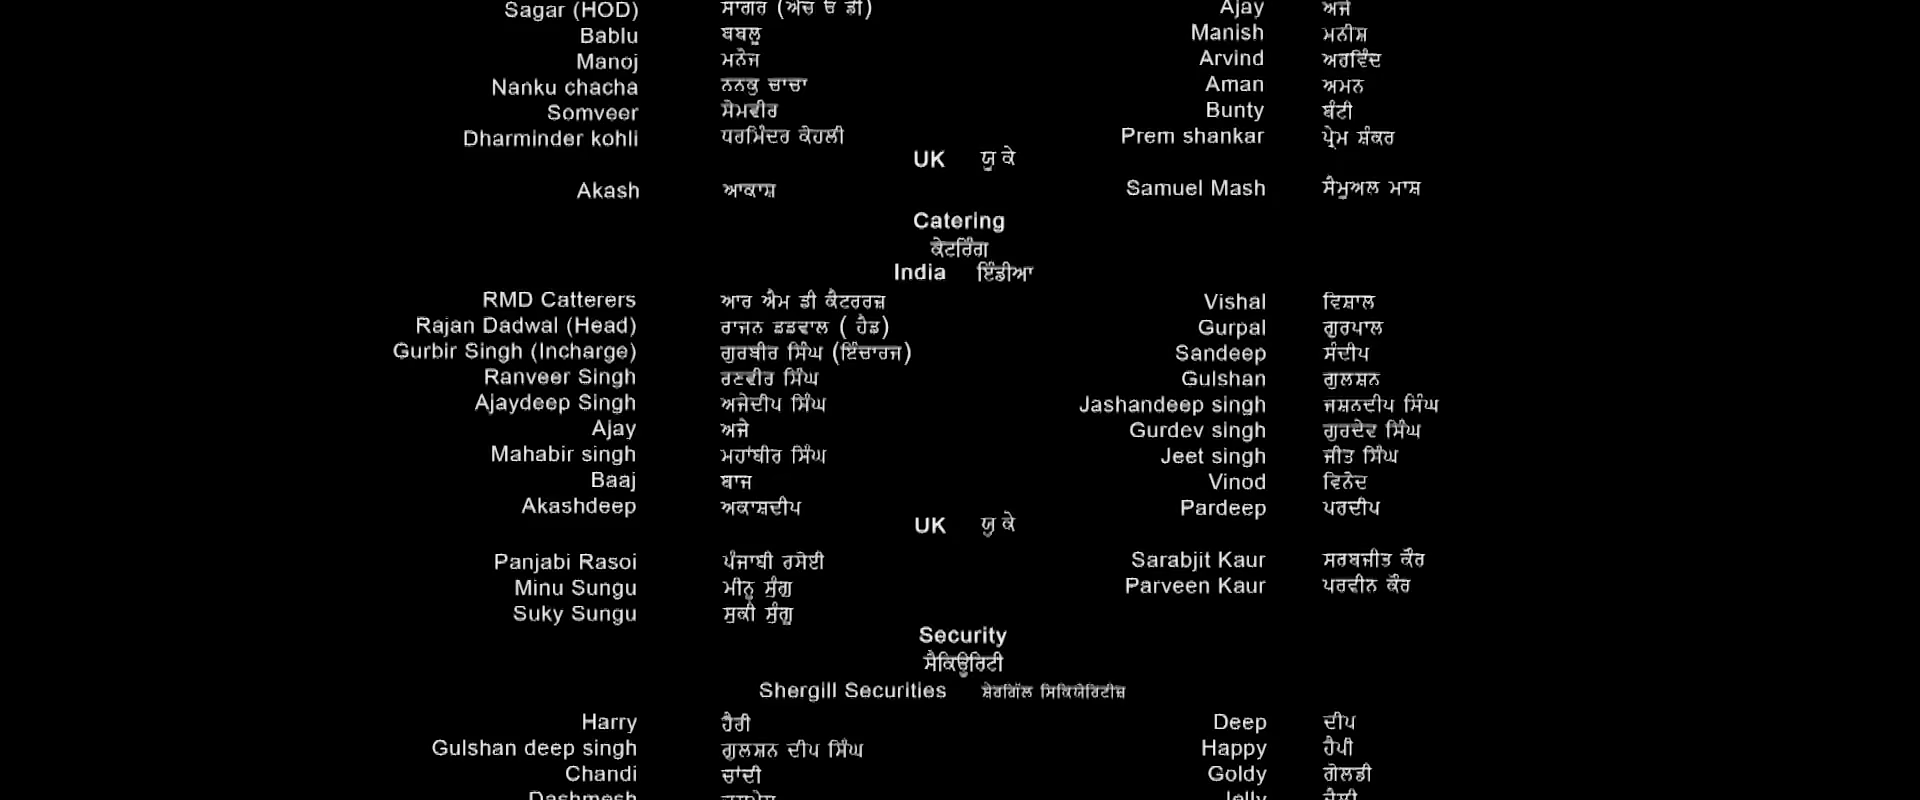 Sagar (HOD) ਸਾਗਰ (ਐਚ ਓ ਡੀ) Ajay ਅਜੇ
Bablu ਬਬਲੂ Manish ਮਨੀਸ਼
Manoj ਮਨੋਜ Arvind ਅਰਵਿੰਦ
Nanku chacha ਨਨਕੂ ਚਾਚਾ Aman ਅਮਨ
Somveer ਸੋਮਵੀਰ Bunty ਬੰਟੀ
Dharminder kohli ਧਰਮਿੰਦਰ ਕੋਹਲੀ Prem shankar ਪ੍ਰੇਮ ਸ਼ੰਕਰ
UK ਯੂ ਕੇ
Akash ਆਕਾਸ਼ Samuel Mash ਸੈਮੂਅਲ ਮਾਸ਼
Catering
ਕੇਟਰਿੰਗ
India ਇੰਡੀਆ
RMD Catterers ਆਰ ਐਮ ਡੀ ਕੈਟਰਰਜ਼ Vishal ਵਿਸ਼ਾਲ
Rajan Dadwal (Head) ਰਾਜਨ ਡਡਵਾਲ ( ਹੈਡ) Gurpal ਗੁਰਪਾਲ
Gurbir Singh (Incharge) ਗੁਰਬੀਰ ਸਿੰਘ (ਇੰਚਾਰਜ) Sandeep ਸੰਦੀਪ
Ranveer Singh ਰਣਵੀਰ ਸਿੰਘ Gulshan ਗੁਲਸ਼ਨ
Ajaydeep Singh ਅਜੇਦੀਪ ਸਿੰਘ Jashandeep singh ਜਸ਼ਨਦੀਪ ਸਿੰਘ
Ajay ਅਜੇ Gurdev singh ਗੁਰਦੇਵ ਸਿੰਘ
Mahabir singh ਮਹਾਂਬੀਰ ਸਿੰਘ Jeet singh ਜੀਤ ਸਿੰਘ
Baaj ਬਾਜ Vinod ਵਿਨੋਦ
Akashdeep ਅਕਾਸ਼ਦੀਪ Pardeep ਪਰਦੀਪ
UK ਯੂ ਕੇ
Panjabi Rasoi ਪੰਜਾਬੀ ਰਸੋਈ Sarabjit Kaur ਸਰਬਜੀਤ ਕੌਰ
Minu Sungu ਮੀਨੂ ਸੁੰਗੂ Parveen Kaur ਪਰਵੀਨ ਕੌਰ
Suky Sungu ਸੁਕੀ ਸੁੰਗੂ
Security
ਸੈਕਿਊਰਿਟੀ
Shergill Securities ਸ਼ੇਰਗਿੱਲ ਸਿਕਿਯੋਰਿਟੀਜ਼
Harry ਹੈਰੀ Deep ਦੀਪ
Gulshan deep singh ਗੁਲਸ਼ਨ ਦੀਪ ਸਿੰਘ Happy ਹੈਪੀ
Chandi ਚਾਂਦੀ Goldy ਗੋਲਡੀ
Dashmesh